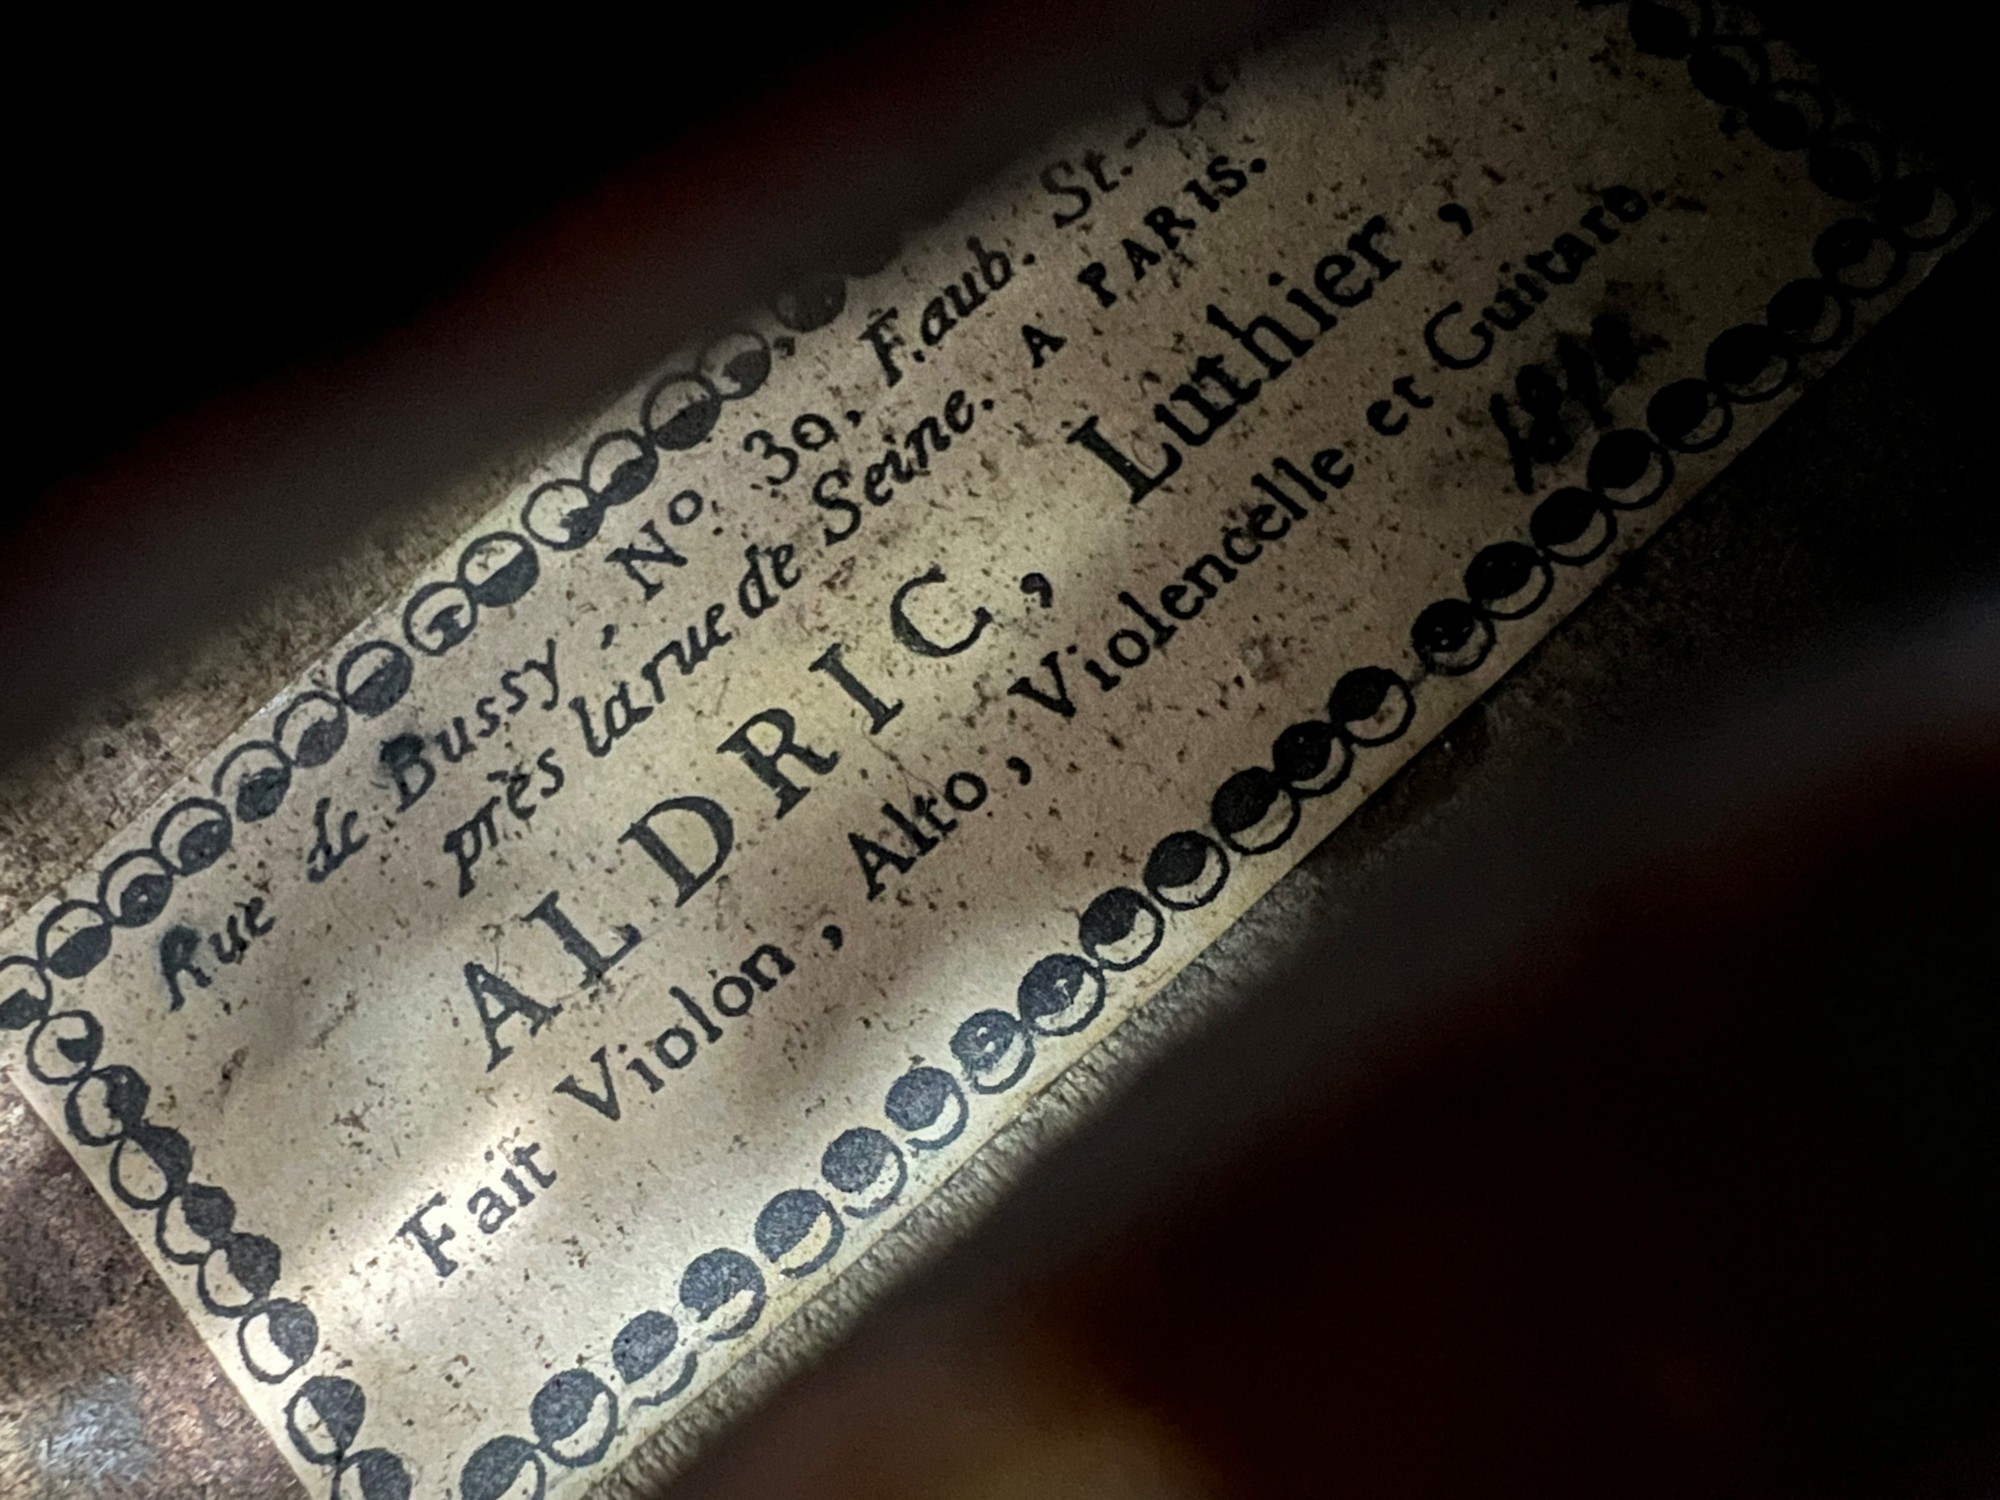 Rue de Bussy, No. 30, Faub. St.-
près la rue de Seine. A PARIS.
ALDRIC, Luthier,
Fait Violon, Alto, Violencelle et Guitare.